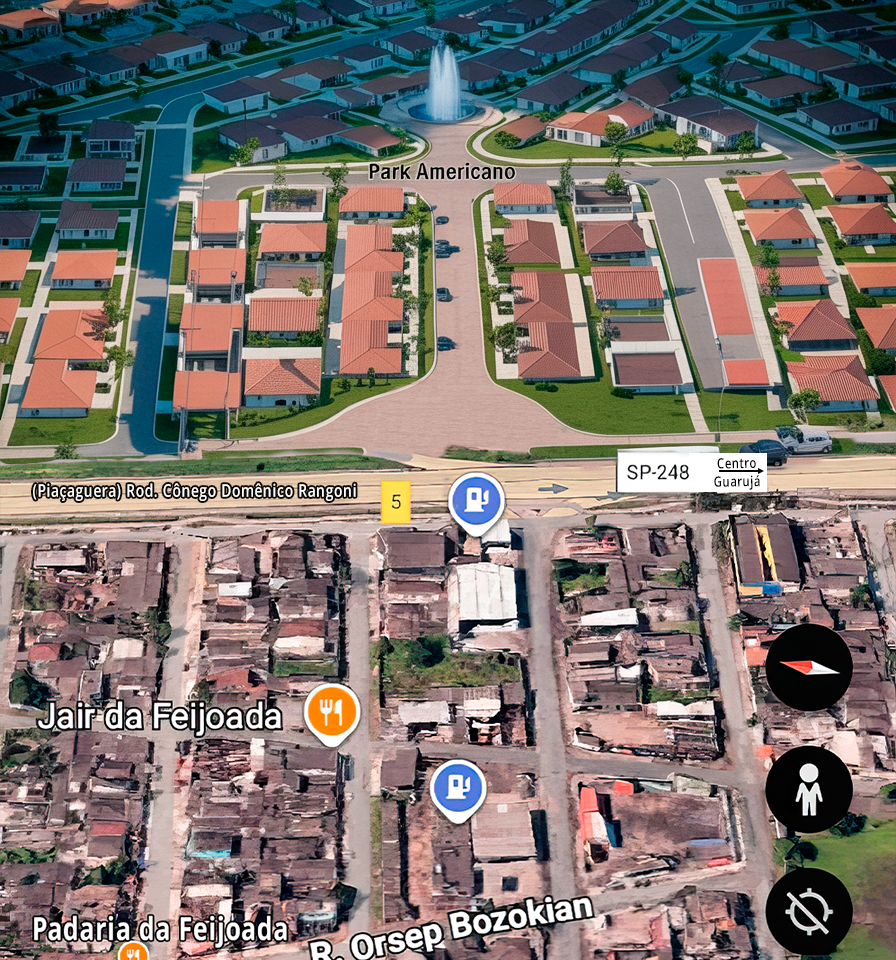 Park Americano
(Piaçaguera) Rod. Cônego Domênico Rangoni
5
SP-248
Centro
Guarujá
Jair da Feijoada
Padaria da Feijoada
R. Orsep Bozokian